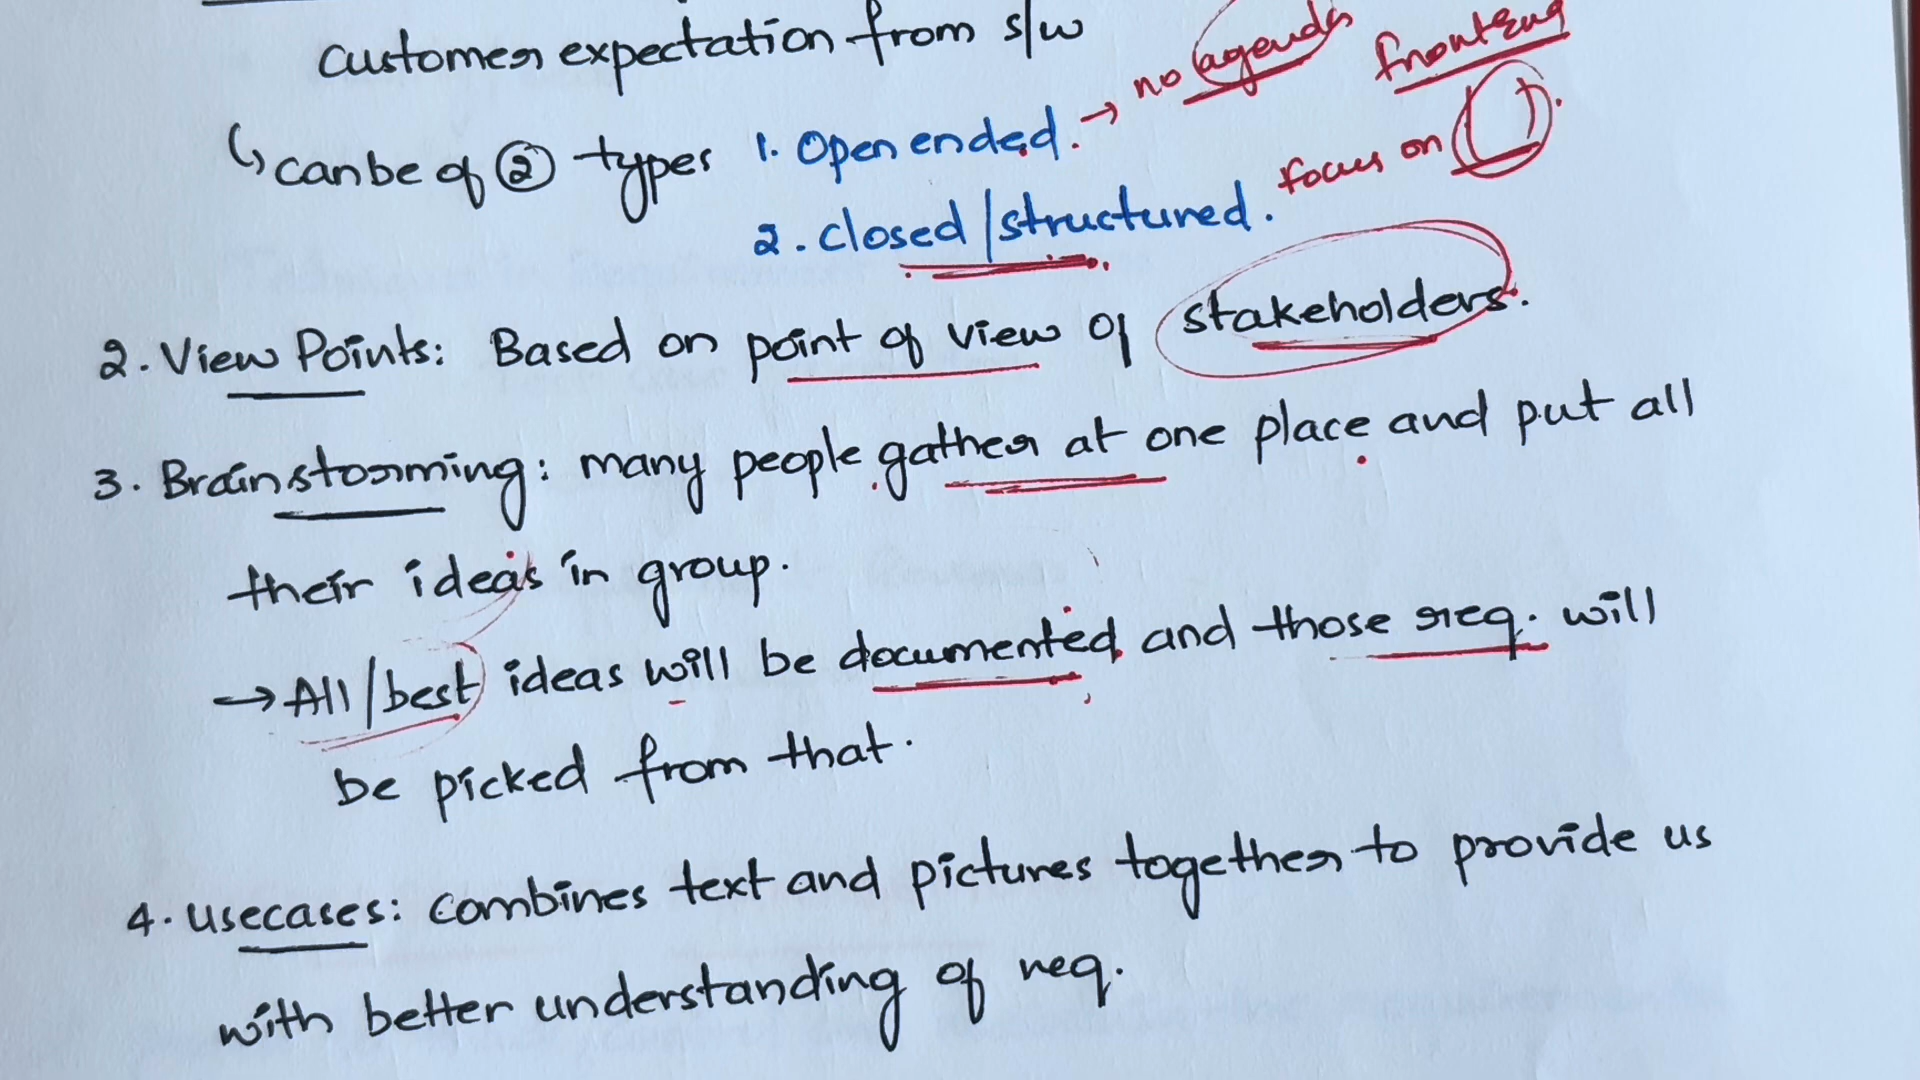 customer expectation from s/w
→ no agenda
frontend
↳ can be of ② types 1. Open ended.
focus on
2. closed/structured.
2. View Points: Based on point of view of stakeholders.
3. Brainstorming: many people gather at one place and put all
their ideas in group.
→ All/best ideas will be documented and those req. will
be picked from that.
4. usecases: combines text and pictures together to provide us
with better understanding of req.